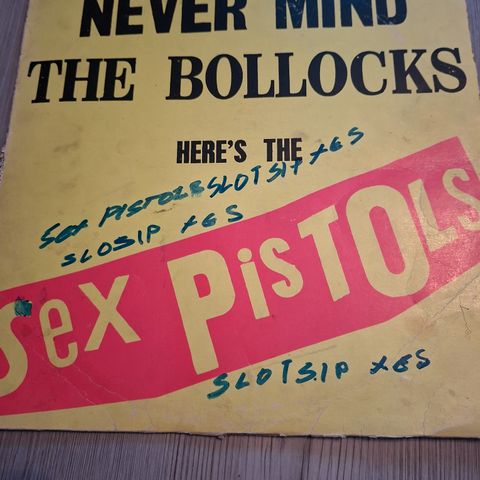 NEVER MIND
THE BOLLOCKS
HERE'S THE
SEX PISTOLS SLOTSIP XES
SLOSIP XES
Sex PiSTOLS
SLOTSIP XES